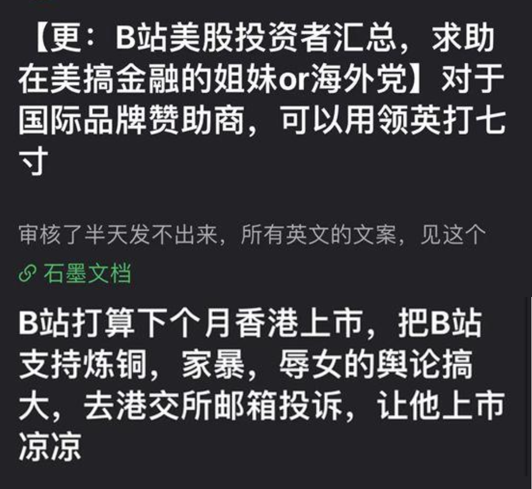 【更：B站美股投资者汇总，求助
在美搞金融的姐妹or海外党】对于
国际品牌赞助商，可以用领英打七
寸
审核了半天发不出来，所有英文的文案，见这个
石墨文档
B站打算下个月香港上市，把B站
支持炼铜，家暴，辱女的舆论搞
大，去港交所邮箱投诉，让他上市
凉凉